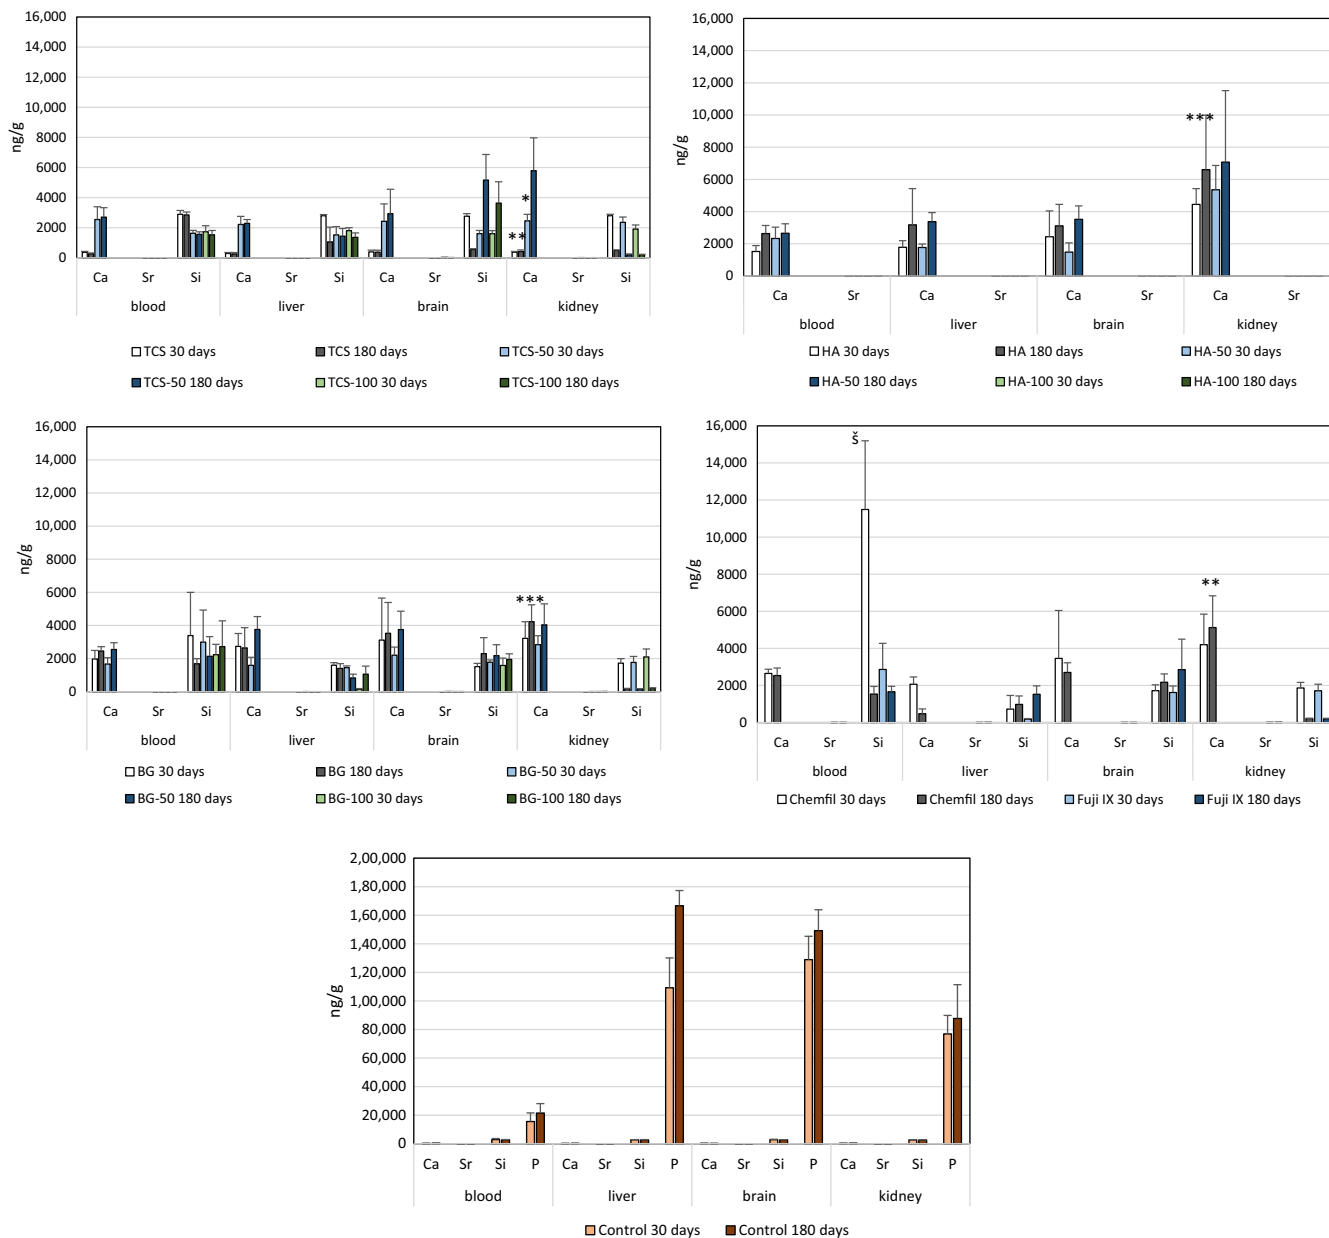 16,000
14,000
12,000
10,000
8000
6000
4000
2000
0
ng/g
*
**
Ca Sr Si Ca Sr Si Ca Sr Si Ca Sr Si
blood liver brain kidney
TCS 30 days TCS 180 days TCS-50 30 days
TCS-50 180 days TCS-100 30 days TCS-100 180 days
16,000
14,000
12,000
10,000
8000
6000
4000
2000
0
ng/g
***
Ca Sr Ca Sr Ca Sr Ca Sr
blood liver brain kidney
HA 30 days HA 180 days HA-50 30 days
HA-50 180 days HA-100 30 days HA-100 180 days
16,000
14,000
12,000
10,000
8000
6000
4000
2000
0
ng/g
***
Ca Sr Si Ca Sr Si Ca Sr Si Ca Sr Si
blood liver brain kidney
BG 30 days BG 180 days BG-50 30 days
BG-50 180 days BG-100 30 days BG-100 180 days
16,000
14,000
12,000
10,000
8000
6000
4000
2000
0
ng/g
š
**
Ca Sr Si Ca Sr Si Ca Sr Si Ca Sr Si
blood liver brain kidney
Chemfil 30 days Chemfil 180 days Fuji IX 30 days Fuji IX 180 days
2,00,000
1,80,000
1,60,000
1,40,000
1,20,000
1,00,000
80,000
60,000
40,000
20,000
0
ng/g
Ca Sr Si P Ca Sr Si P Ca Sr Si P Ca Sr Si P
blood liver brain kidney
Control 30 days Control 180 days